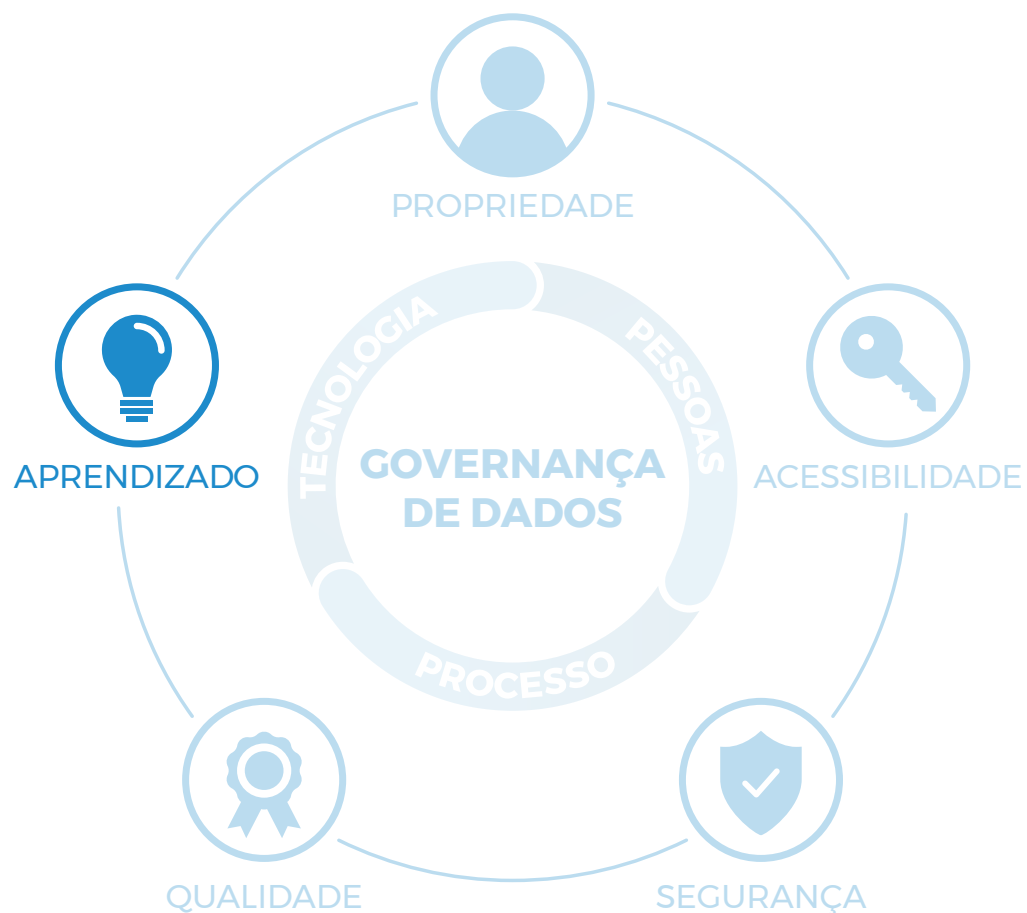 PROPRIEDADE
TECNOLOGIA
PESSOAS
GOVERNANÇA
DE DADOS
APRENDIZADO
ACESSIBILIDADE
PROCESSO
QUALIDADE
SEGURANÇA